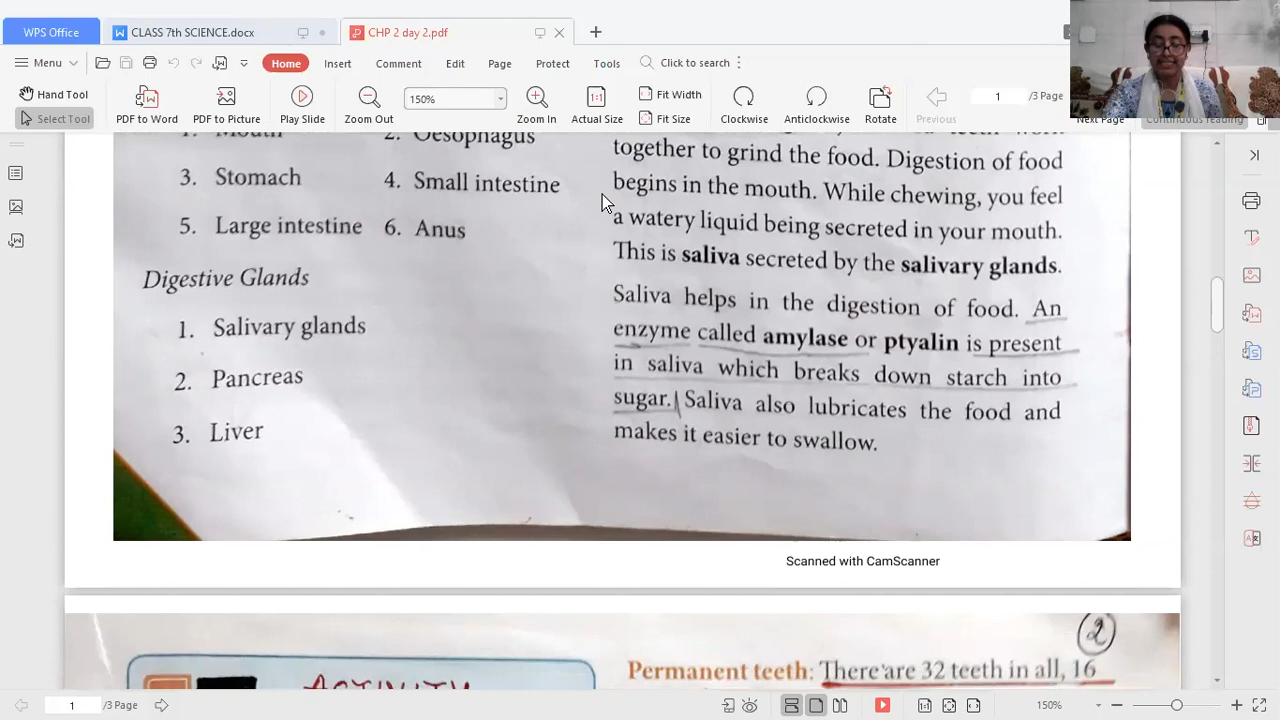 WPS Office
CLASS 7th SCIENCE.docx
CHP 2 day 2.pdf
Menu
Home
Insert
Comment
Edit
Page
Protect
Tools
Click to search
Hand Tool
Select Tool
PDF to Word
PDF to Picture
Play Slide
Zoom Out
150%
Zoom In
Actual Size
Fit Width
Fit Size
Clockwise
Anticlockwise
Rotate
Previous
1 /3 Page
Next Page
Continuous reading
1. Mouth 2. Oesophagus
3. Stomach 4. Small intestine
5. Large intestine 6. Anus
Digestive Glands
1. Salivary glands
2. Pancreas
3. Liver
teeth work
together to grind the food. Digestion of food
begins in the mouth. While chewing, you feel
a watery liquid being secreted in your mouth.
This is saliva secreted by the salivary glands.
Saliva helps in the digestion of food. An
enzyme called amylase or ptyalin is present
in saliva which breaks down starch into
sugar. Saliva also lubricates the food and
makes it easier to swallow.
Scanned with CamScanner
2
ACTIVITY
Permanent teeth: There are 32 teeth in all, 16
1 /3 Page
150%